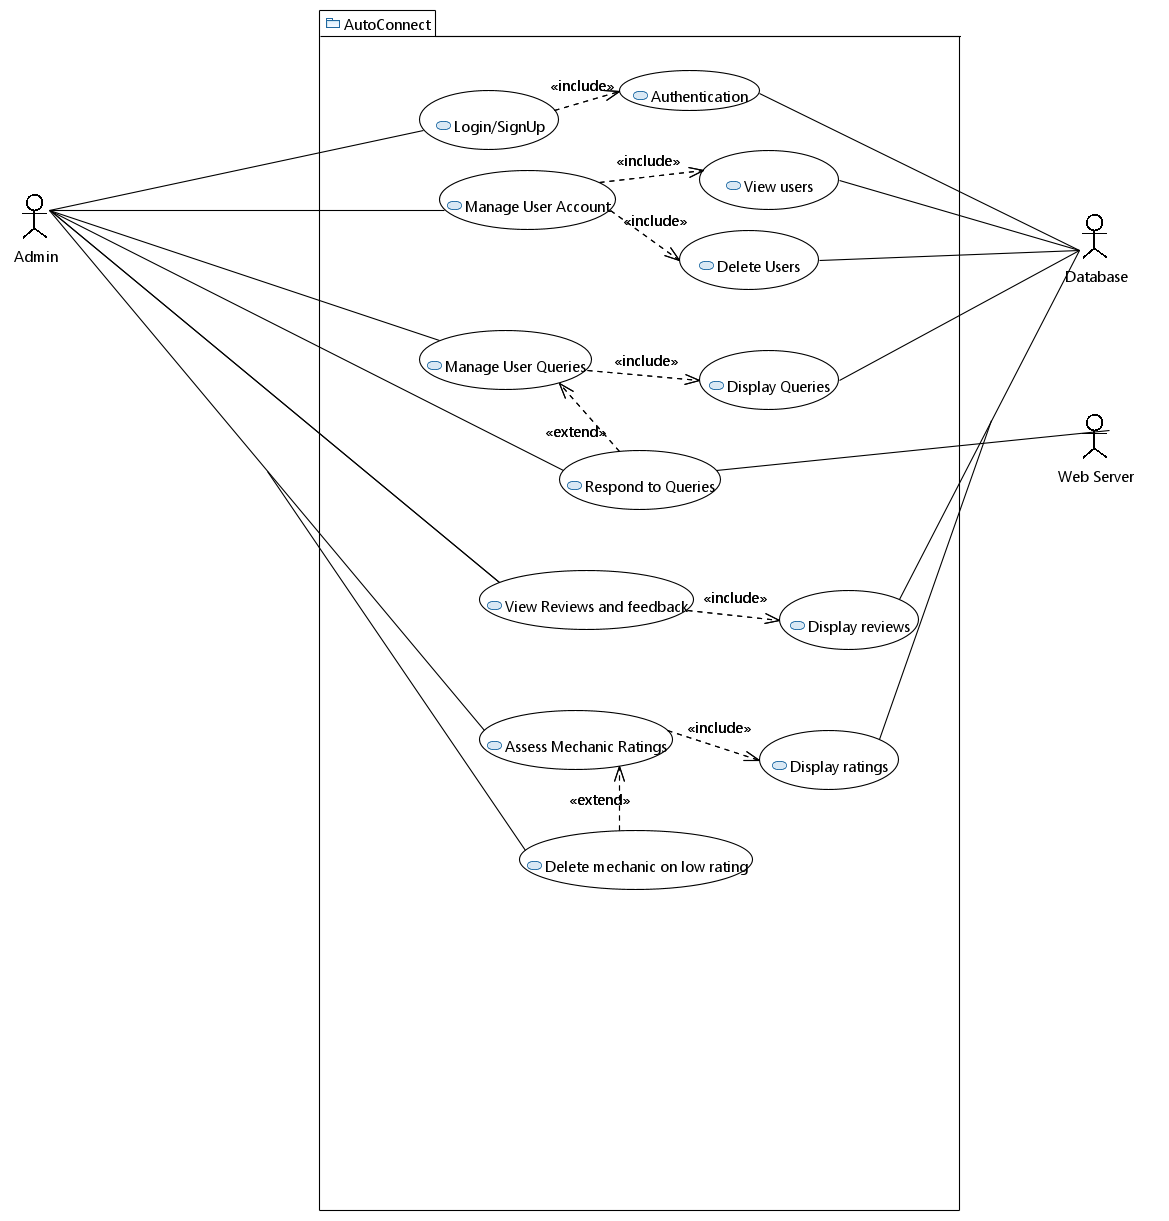 AutoConnect
«include»
Authentication
Login/SignUp
«include»
View users
Manage User Account
«include»
Delete Users
Admin
Database
Manage User Queries
«include»
Display Queries
«extend»
Respond to Queries
Web Server
View Reviews and feedback
«include»
Display reviews
Assess Mechanic Ratings
«include»
Display ratings
«extend»
Delete mechanic on low rating